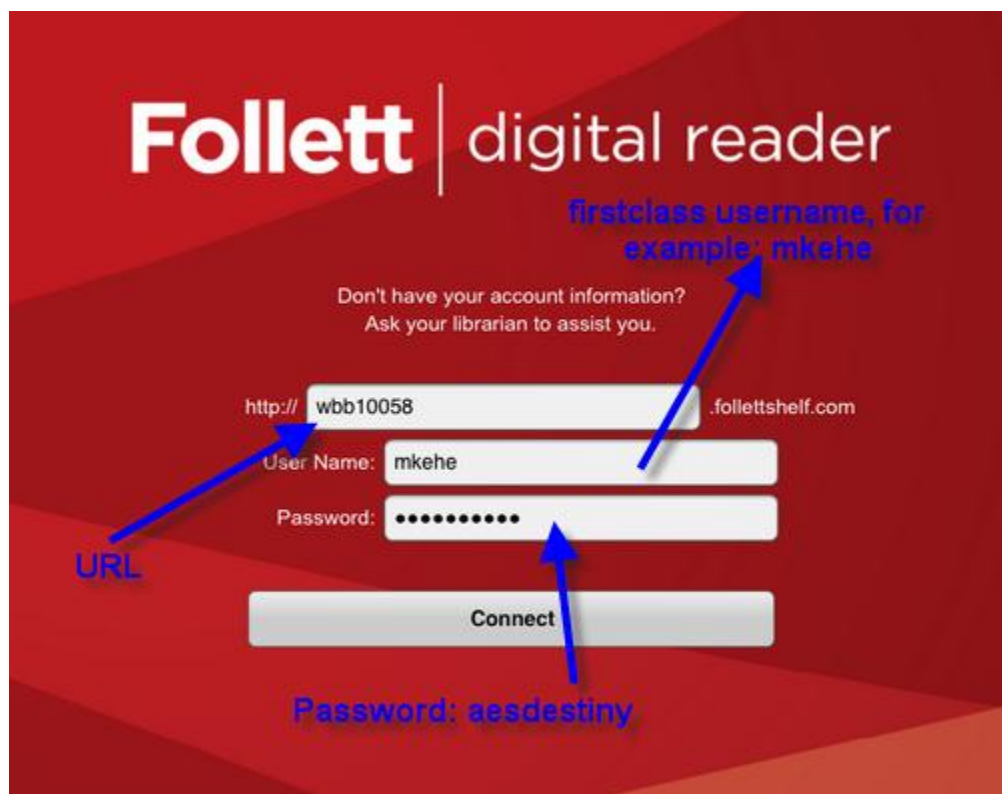 Follett | digital reader
firstclass username, for
example: mkehe
Don't have your account information?
Ask your librarian to assist you.
http:// wbb10058 .follettshelf.com
User Name: mkehe
Password: ●●●●●●●●●●
URL
Connect
Password: aesdestiny